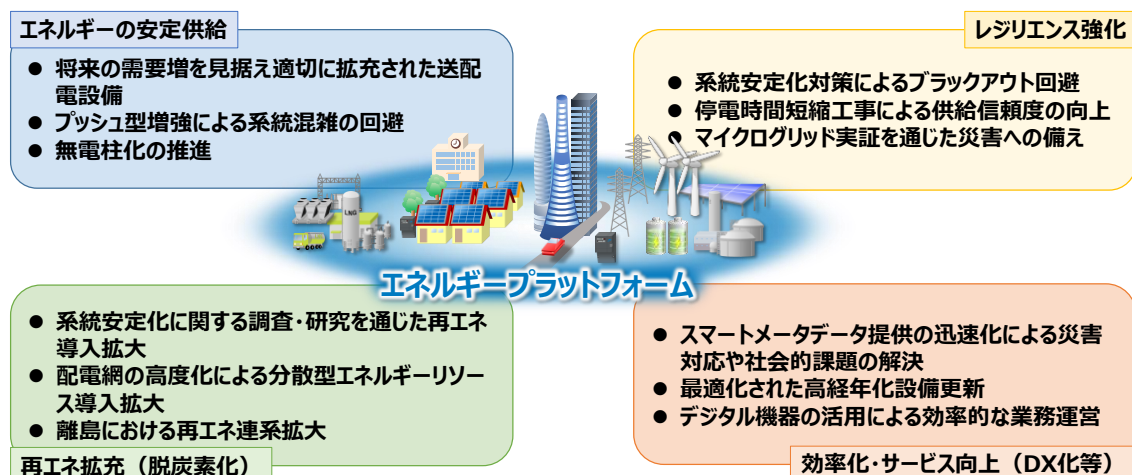 エネルギーの安定供給
● 将来の需要増を見据え適切に拡充された送配
電設備
● プッシュ型増強による系統混雑の回避
● 無電柱化の推進
レジリエンス強化
● 系統安定化対策によるブラックアウト回避
● 停電時間短縮工事による供給信頼度の向上
● マイクログリッド実証を通じた災害への備え
LNG
エネルギープラットフォーム
● 系統安定化に関する調査・研究を通じた再エネ
導入拡大
● 配電網の高度化による分散型エネルギーリソー
ス導入拡大
● 離島における再エネ連系拡大
再エネ拡充（脱炭素化）
● スマートメータデータ提供の迅速化による災害
対応や社会的課題の解決
● 最適化された高経年化設備更新
● デジタル機器の活用による効率的な業務運営
効率化・サービス向上（DX化等）